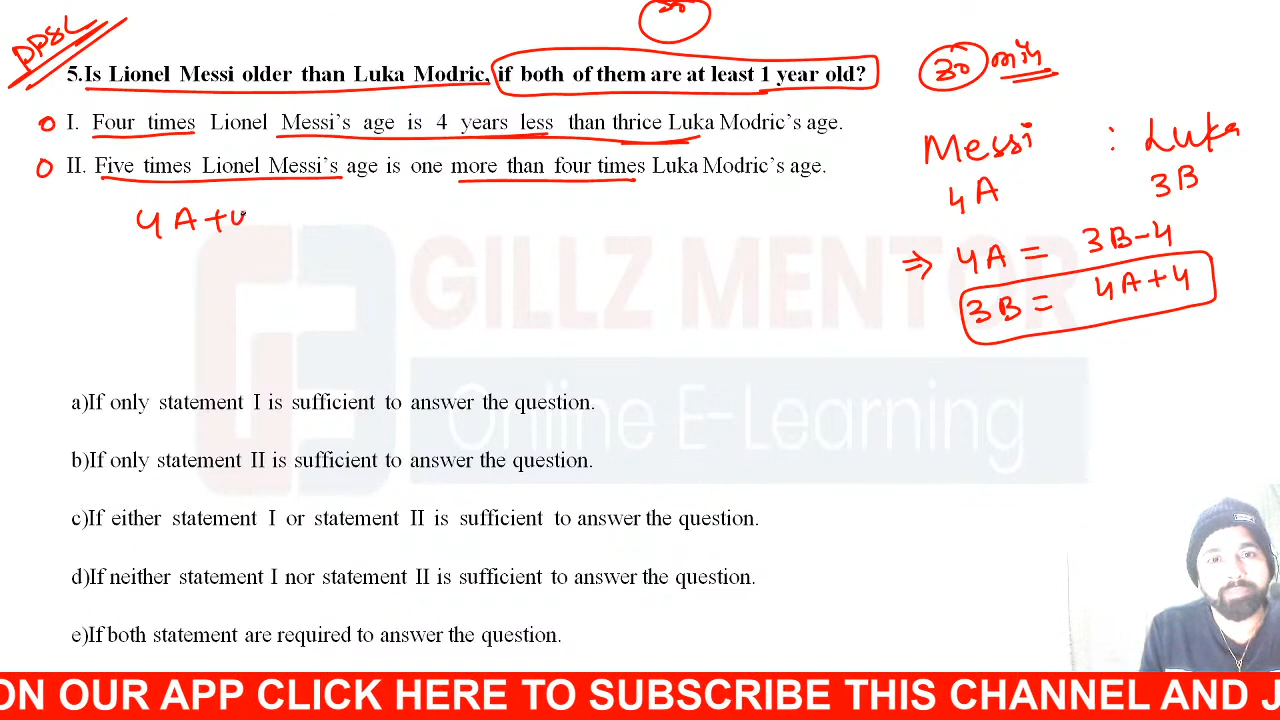 DPSL
5.Is Lionel Messi older than Luka Modric, if both of them are at least 1 year old?
I. Four times Lionel Messi's age is 4 years less than thrice Luka Modric's age.
II. Five times Lionel Messi's age is one more than four times Luka Modric's age.
Messi : Luka
4A 3B
⇒ 4A = 3B-4
3B = 4A+4
4A+
GILLZ MENTOR
Online E-Learning
a)If only statement I is sufficient to answer the question.
b)If only statement II is sufficient to answer the question.
c)If either statement I or statement II is sufficient to answer the question.
d)If neither statement I nor statement II is sufficient to answer the question.
e)If both statement are required to answer the question.
ON OUR APP CLICK HERE TO SUBSCRIBE THIS CHANNEL AND J